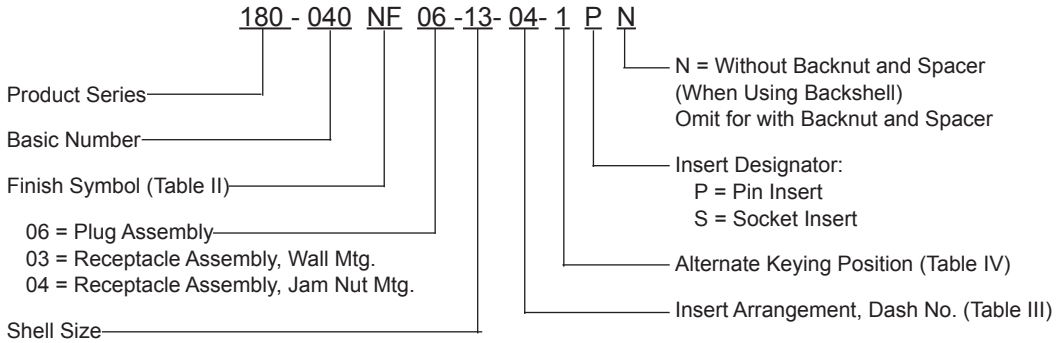 180 - 040 NF 06 -13- 04- 1 P N
Product Series
Basic Number
Finish Symbol (Table II)
06 = Plug Assembly
03 = Receptacle Assembly, Wall Mtg.
04 = Receptacle Assembly, Jam Nut Mtg.
Shell Size
N = Without Backnut and Spacer
(When Using Backshell)
Omit for with Backnut and Spacer
Insert Designator:
P = Pin Insert
S = Socket Insert
Alternate Keying Position (Table IV)
Insert Arrangement, Dash No. (Table III)